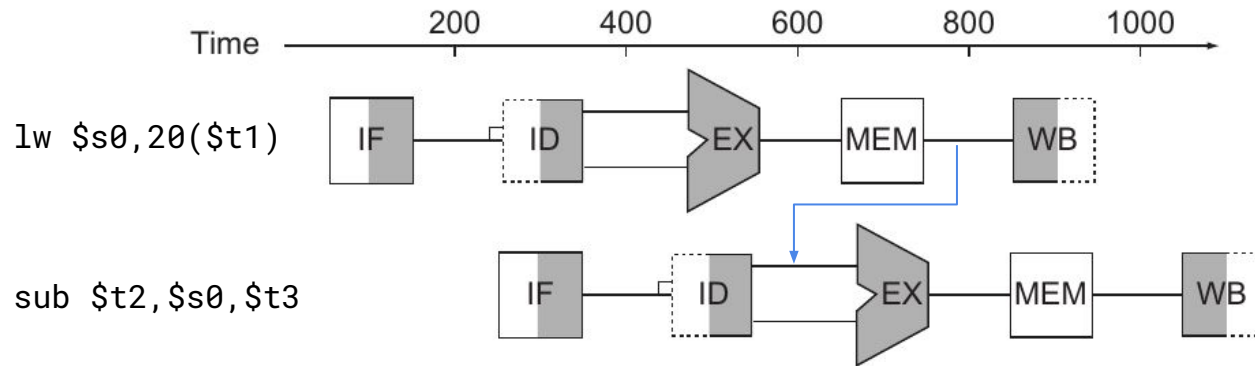 200 400 600 800 1000
Time
lw $s0,20($t1) IF ID EX MEM WB
sub $t2,$s0,$t3 IF ID EX MEM WB